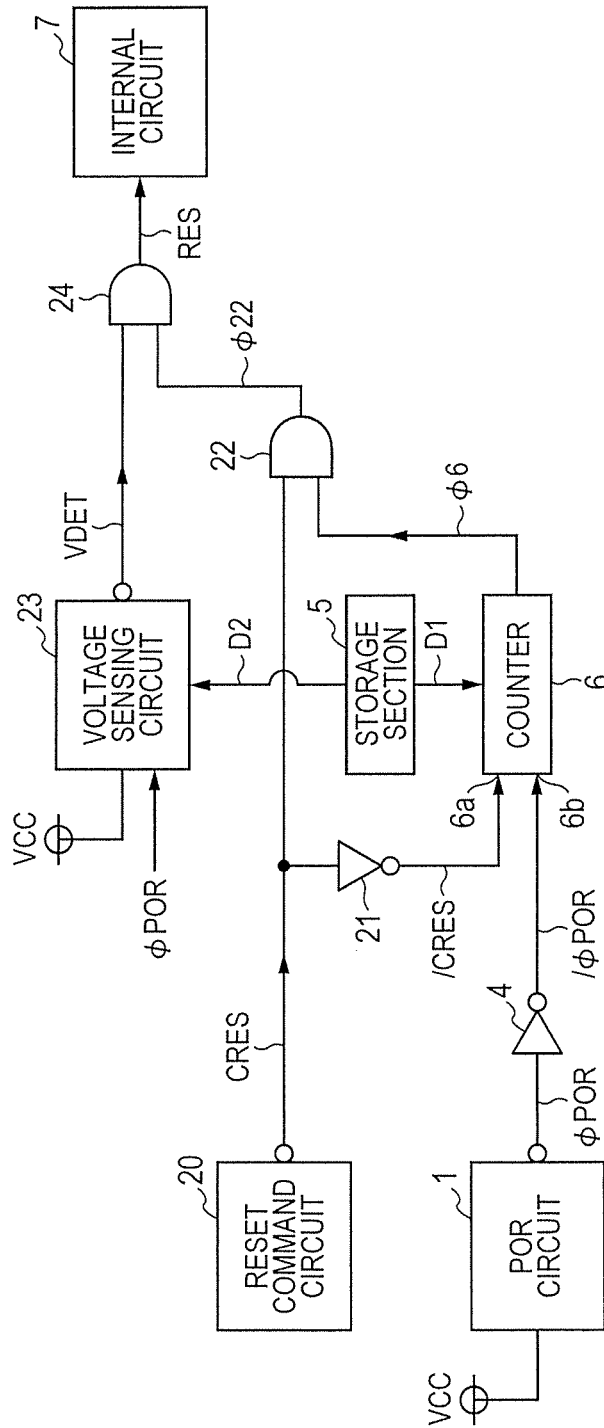 VCC
φPOR
23
VOLTAGE
SENSING
CIRCUIT
VDET
24
RES
7
INTERNAL
CIRCUIT
20
RESET
COMMAND
CIRCUIT
CRES
21
/CRES
D2
5
STORAGE
SECTION
D1
22
φ22
φ6
VCC
1
POR
CIRCUIT
φPOR
4
/φPOR
6a
6b
COUNTER
6